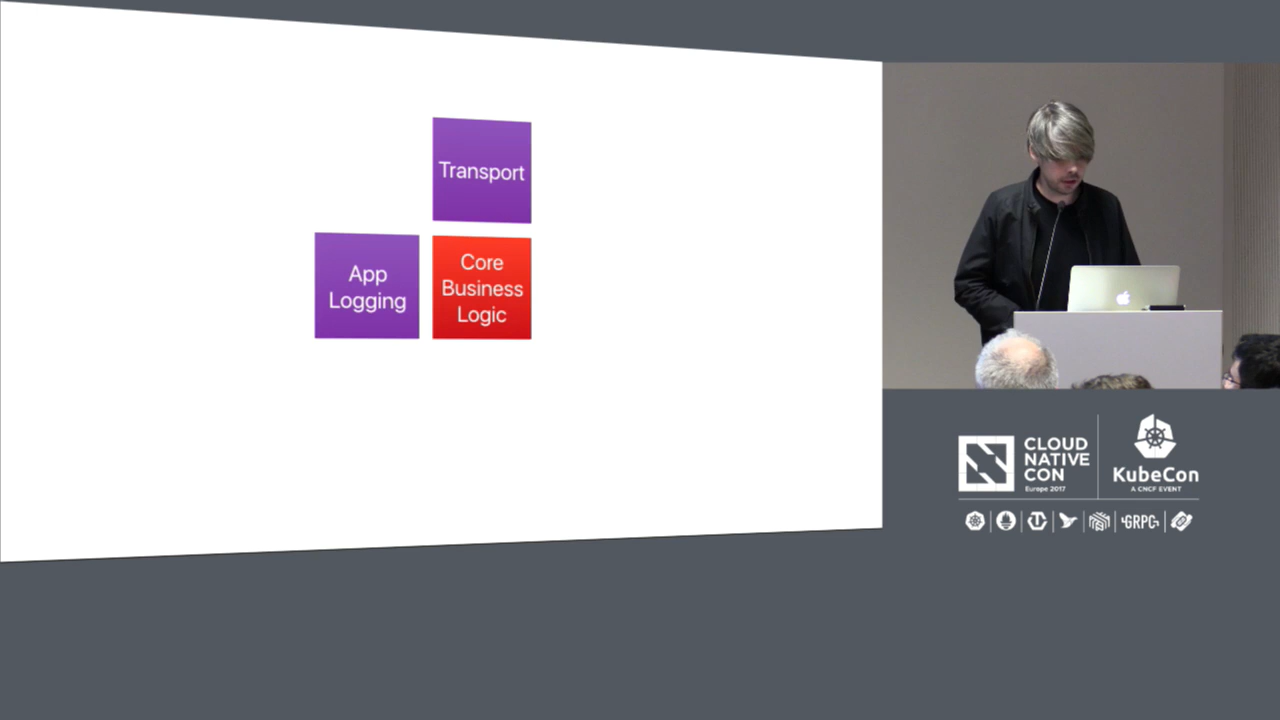 Transport
App
Logging
Core
Business
Logic
CLOUD
NATIVE
CON
Europe 2017
KubeCon
A CNCF EVENT
GRPC